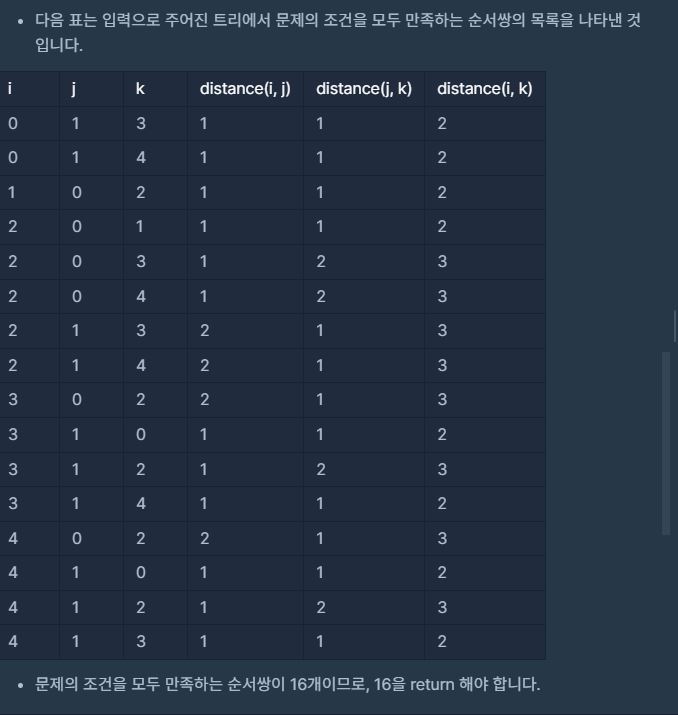 다음 표는 입력으로 주어진 트리에서 문제의 조건을 모두 만족하는 순서쌍의 목록을 나타낸 것
입니다.
i j k distance(i, j) distance(j, k) distance(i, k)
0 1 3 1 1 2
0 1 4 1 1 2
1 0 2 1 1 2
2 0 1 1 1 2
2 0 3 1 2 3
2 0 4 1 2 3
2 1 3 2 1 3
2 1 4 2 1 3
3 0 2 2 1 3
3 1 0 1 1 2
3 1 2 1 2 3
3 1 4 1 1 2
4 0 2 2 1 3
4 1 0 1 1 2
4 1 2 1 2 3
4 1 3 1 1 2
문제의 조건을 모두 만족하는 순서쌍이 16개이므로, 16을 return 해야 합니다.